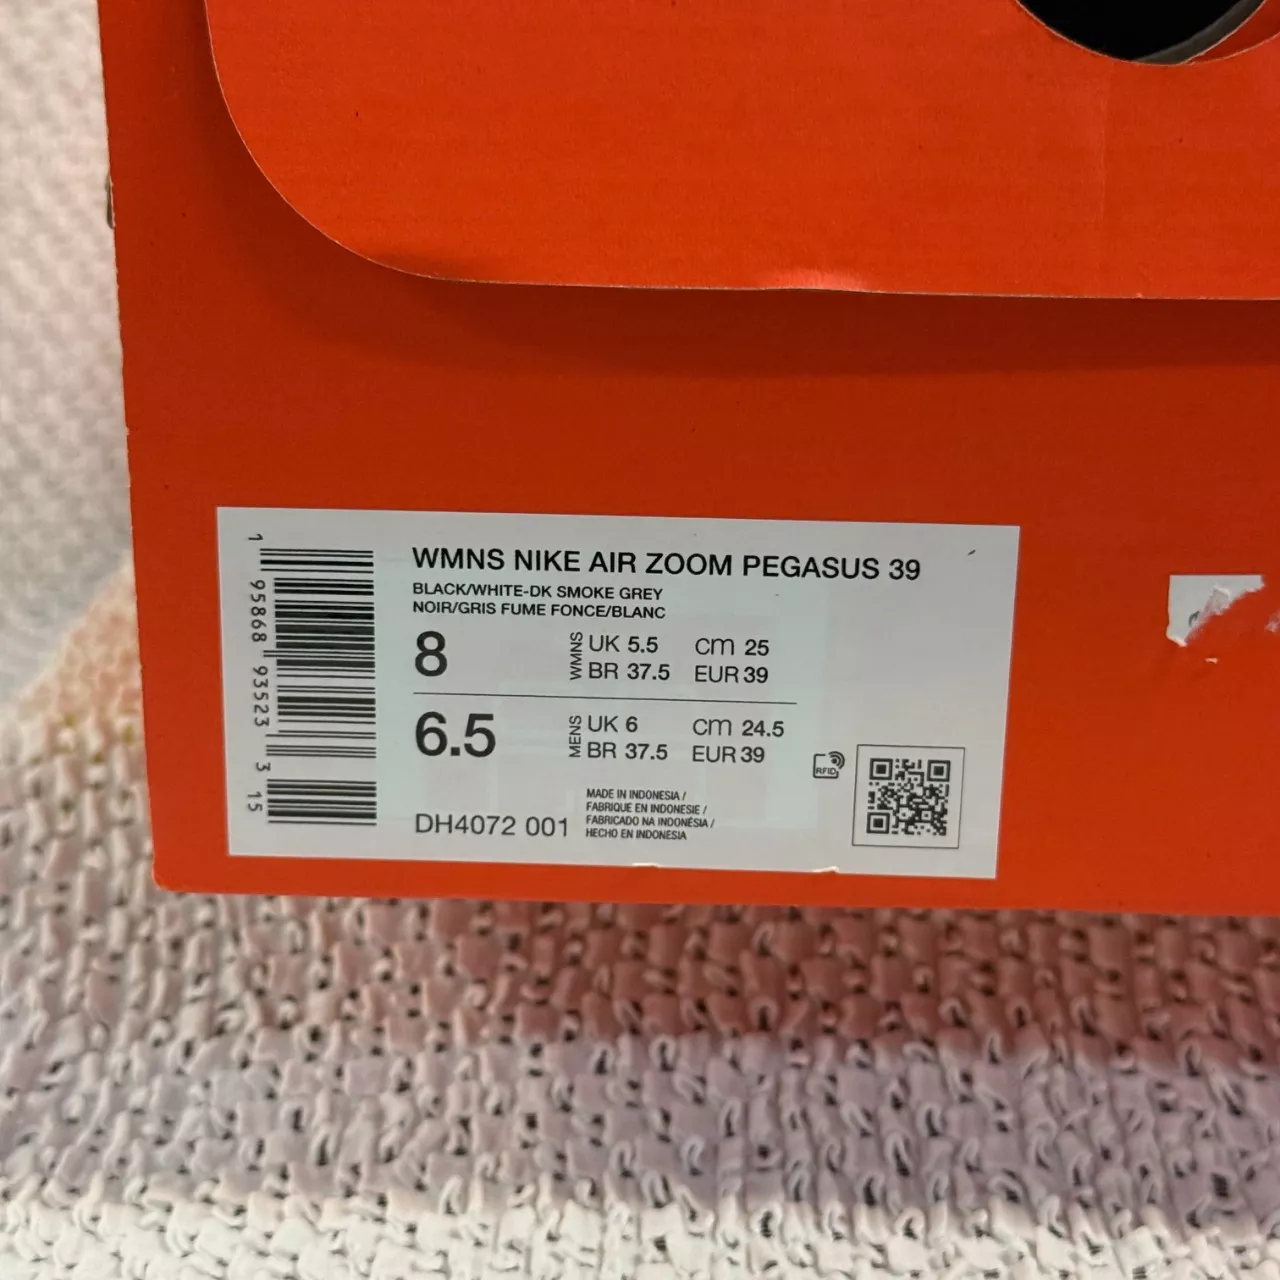 WMNS NIKE AIR ZOOM PEGASUS 39
BLACK/WHITE-DK SMOKE GREY
NOIR/GRIS FUME FONCE/BLANC
8 WMNS UK 5.5 CM 25
BR 37.5 EUR 39
6.5 MENS UK 6 CM 24.5
BR 37.5 EUR 39
RFID
DH4072 001
MADE IN INDONESIA /
FABRIQUE EN INDONESIE /
FABRICADO NA INDONÉSIA /
HECHO EN INDONESIA
1 95868 93523 3 15